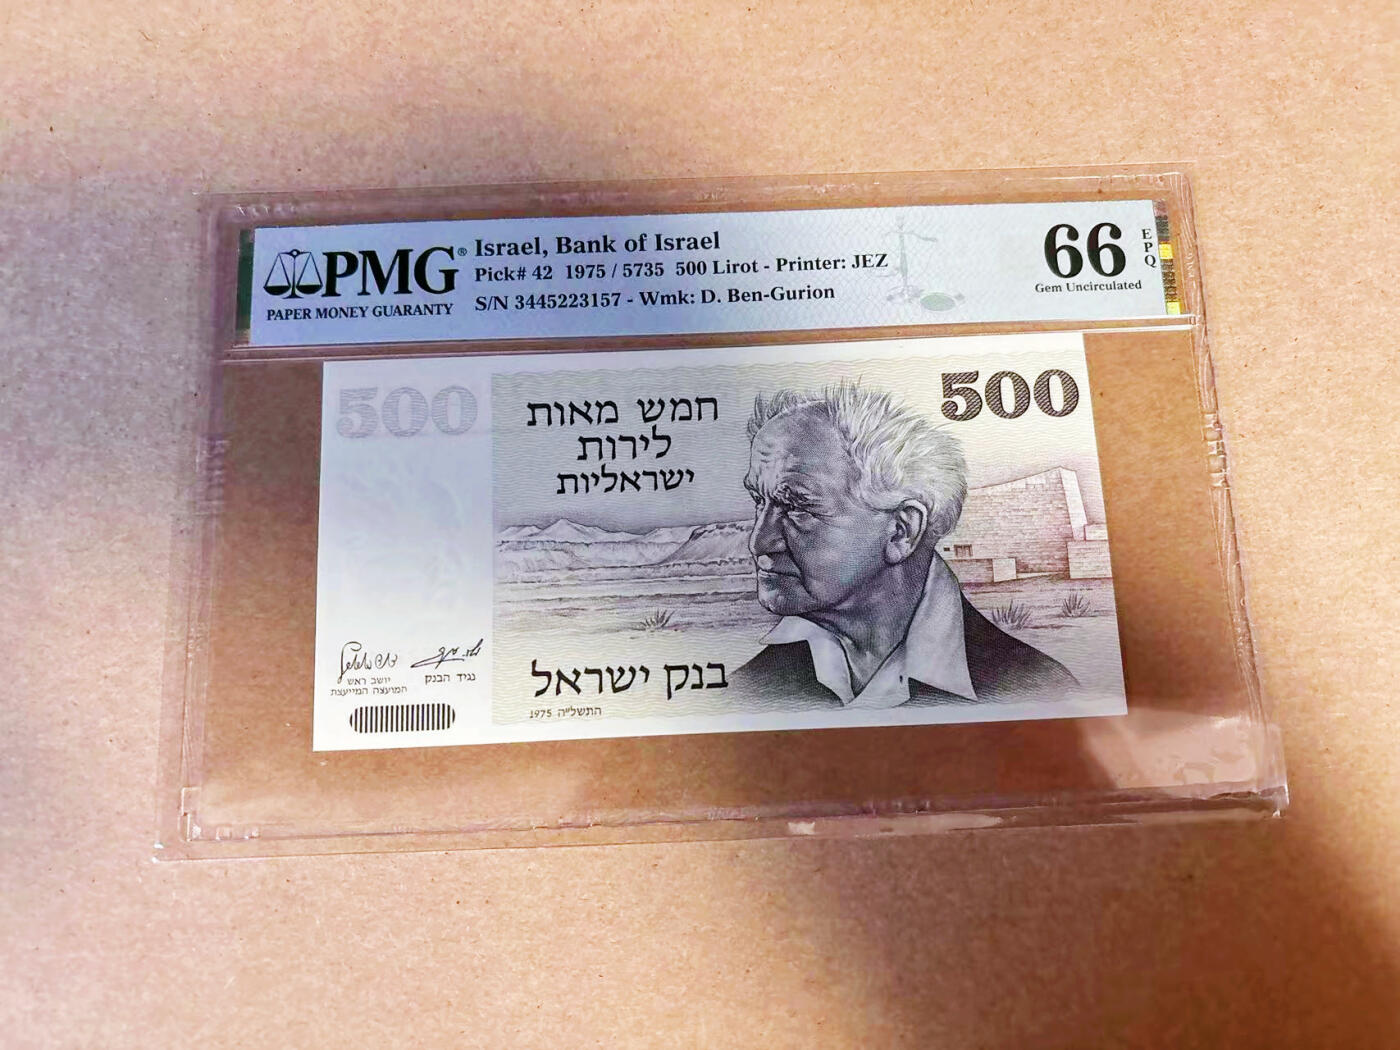 PMG®
PAPER MONEY GUARANTY
Israel, Bank of Israel
Pick# 42 1975 / 5735 500 Lirot - Printer: JEZ
S/N 3445223157 - Wmk: D. Ben-Gurion
66
EPQ
Gem Uncirculated
500
500
חמש מאות
לירות
ישראליות
בנק ישראל
התשל״ה 1975
נגיד הבנק
יושב ראש
המועצה המייעצת